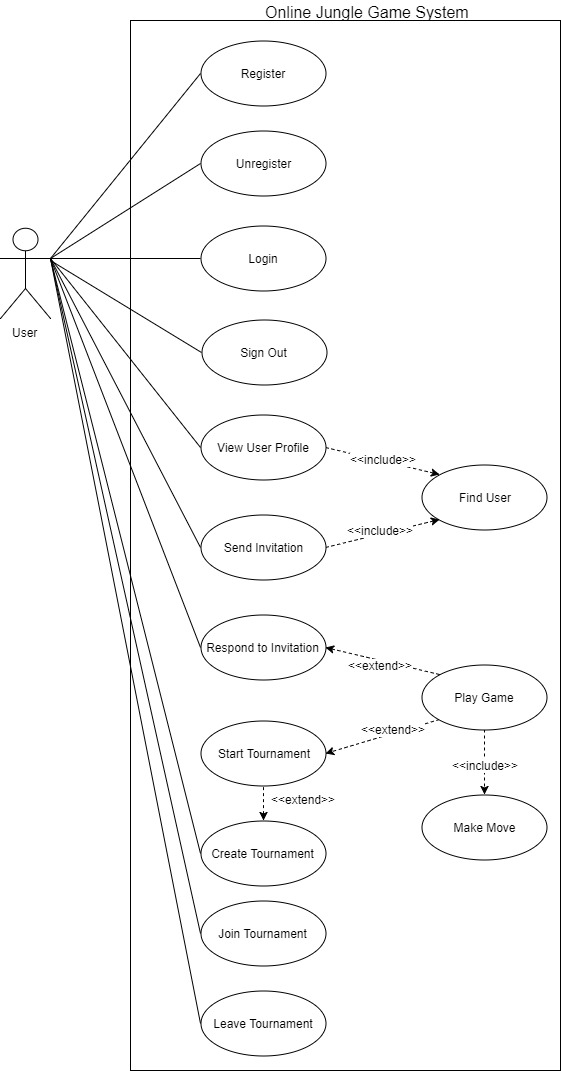 Online Jungle Game System
Register
Unregister
Login
User
Sign Out
View User Profile
<<include>>
Find User
<<include>>
Send Invitation
Respond to Invitation
<<extend>>
Play Game
<<extend>>
Start Tournament
<<include>>
<<extend>>
Make Move
Create Tournament
Join Tournament
Leave Tournament